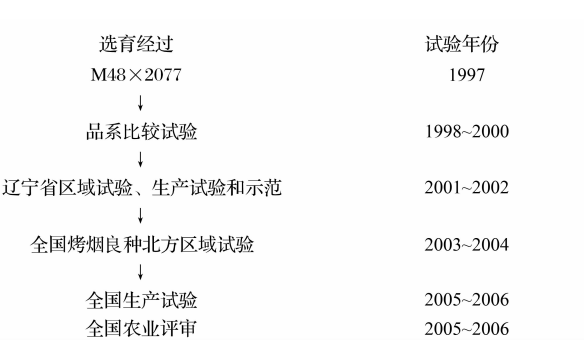 选育经过 试验年份
M48×2077 1997
↓
品系比较试验 1998~2000
↓
辽宁省区域试验、生产试验和示范 2001~2002
↓
全国烤烟良种北方区域试验 2003~2004
↓
全国生产试验 2005~2006
全国农业评审 2005~2006